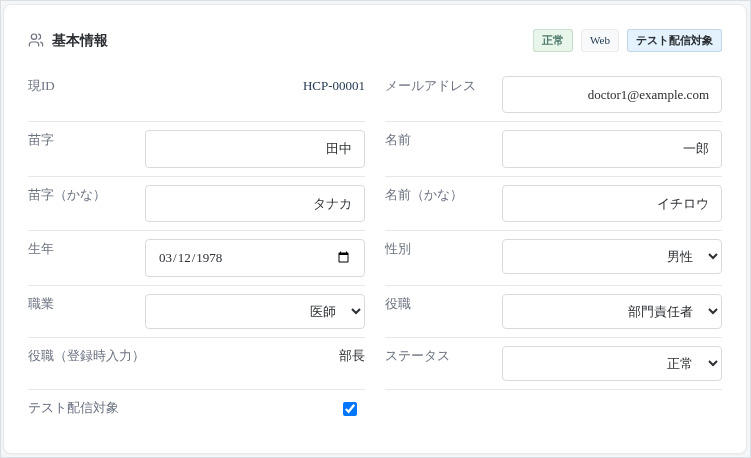 基本情報 正常 Web テスト配信対象
現ID HCP-00001 メールアドレス doctor1@example.com
苗字 田中 名前 一郎
苗字（かな） タナカ 名前（かな） イチロウ
生年 03/12/1978 性別 男性
職業 医師 役職 部門責任者
役職（登録時入力） 部長 ステータス 正常
テスト配信対象